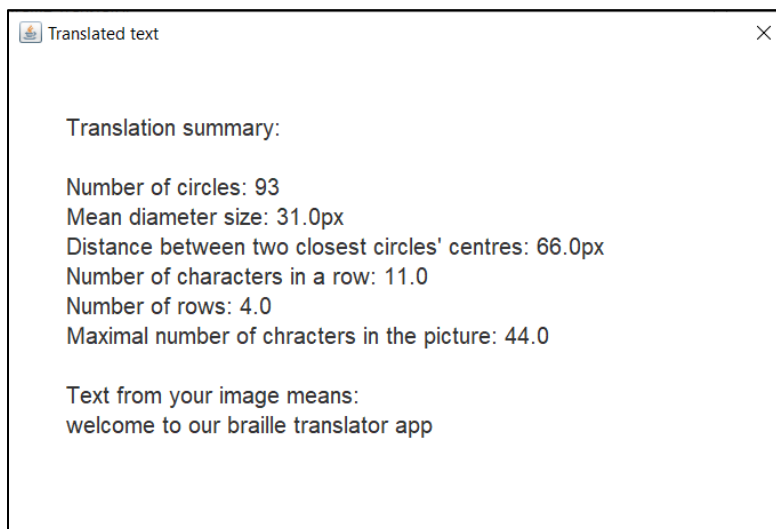 Translated text
Translation summary:
Number of circles: 93
Mean diameter size: 31.0px
Distance between two closest circles' centres: 66.0px
Number of characters in a row: 11.0
Number of rows: 4.0
Maximal number of chracters in the picture: 44.0
Text from your image means:
welcome to our braille translator app